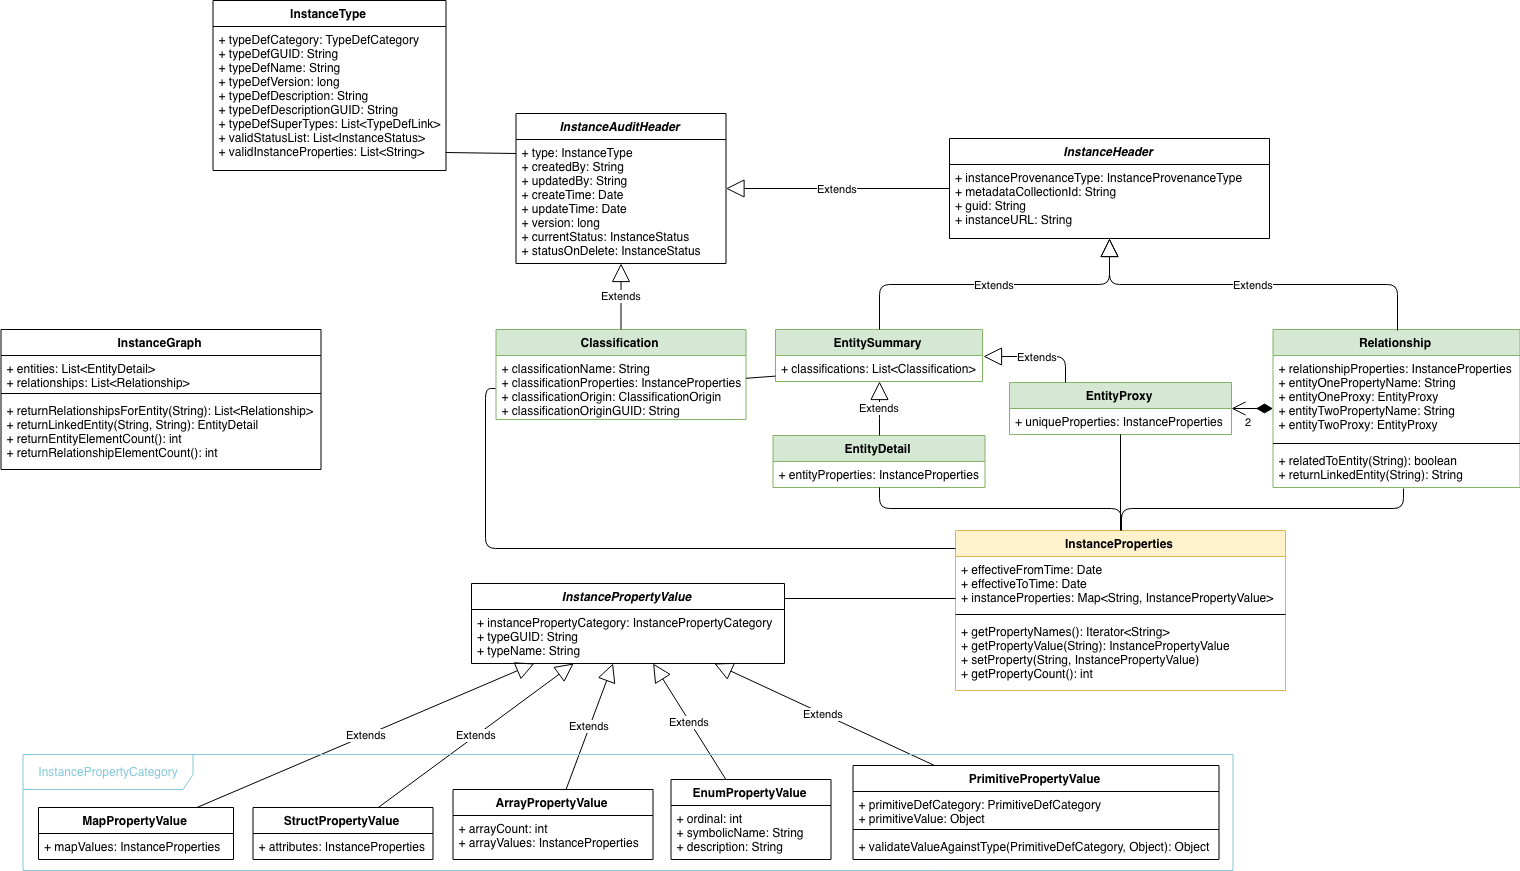 InstanceType
+ typeDefCategory: TypeDefCategory
+ typeDefGUID: String
+ typeDefName: String
+ typeDefVersion: long
+ typeDefDescription: String
+ typeDefDescriptionGUID: String
+ typeDefSuperTypes: List<TypeDefLink>
+ validStatusList: List<InstanceStatus>
+ validInstanceProperties: List<String>
InstanceAuditHeader
+ type: InstanceType
+ createdBy: String
+ updatedBy: String
+ createTime: Date
+ updateTime: Date
+ version: long
+ currentStatus: InstanceStatus
+ statusOnDelete: InstanceStatus
Extends
InstanceHeader
+ instanceProvenanceType: InstanceProvenanceType
+ metadataCollectionId: String
+ guid: String
+ instanceURL: String
Extends
Extends
Extends
InstanceGraph
+ entities: List<EntityDetail>
+ relationships: List<Relationship>
+ returnRelationshipsForEntity(String): List<Relationship>
+ returnLinkedEntity(String, String): EntityDetail
+ returnEntityElementCount(): int
+ returnRelationshipElementCount(): int
Classification
+ classificationName: String
+ classificationProperties: InstanceProperties
+ classificationOrigin: ClassificationOrigin
+ classificationOriginGUID: String
EntitySummary
+ classifications: List<Classification>
Extends
Extends
EntityProxy
+ uniqueProperties: InstanceProperties
2
Relationship
+ relationshipProperties: InstanceProperties
+ entityOnePropertyName: String
+ entityOneProxy: EntityProxy
+ entityTwoPropertyName: String
+ entityTwoProxy: EntityProxy
+ relatedToEntity(String): boolean
+ returnLinkedEntity(String): String
EntityDetail
+ entityProperties: InstanceProperties
InstanceProperties
+ effectiveFromTime: Date
+ effectiveToTime: Date
+ instanceProperties: Map<String, InstancePropertyValue>
+ getPropertyNames(): Iterator<String>
+ getPropertyValue(String): InstancePropertyValue
+ setProperty(String, InstancePropertyValue)
+ getPropertyCount(): int
InstancePropertyValue
+ instancePropertyCategory: InstancePropertyCategory
+ typeGUID: String
+ typeName: String
Extends
Extends
Extends
Extends
Extends
InstancePropertyCategory
MapPropertyValue
+ mapValues: InstanceProperties
StructPropertyValue
+ attributes: InstanceProperties
ArrayPropertyValue
+ arrayCount: int
+ arrayValues: InstanceProperties
EnumPropertyValue
+ ordinal: int
+ symbolicName: String
+ description: String
PrimitivePropertyValue
+ primitiveDefCategory: PrimitiveDefCategory
+ primitiveValue: Object
+ validateValueAgainstType(PrimitiveDefCategory, Object): Object